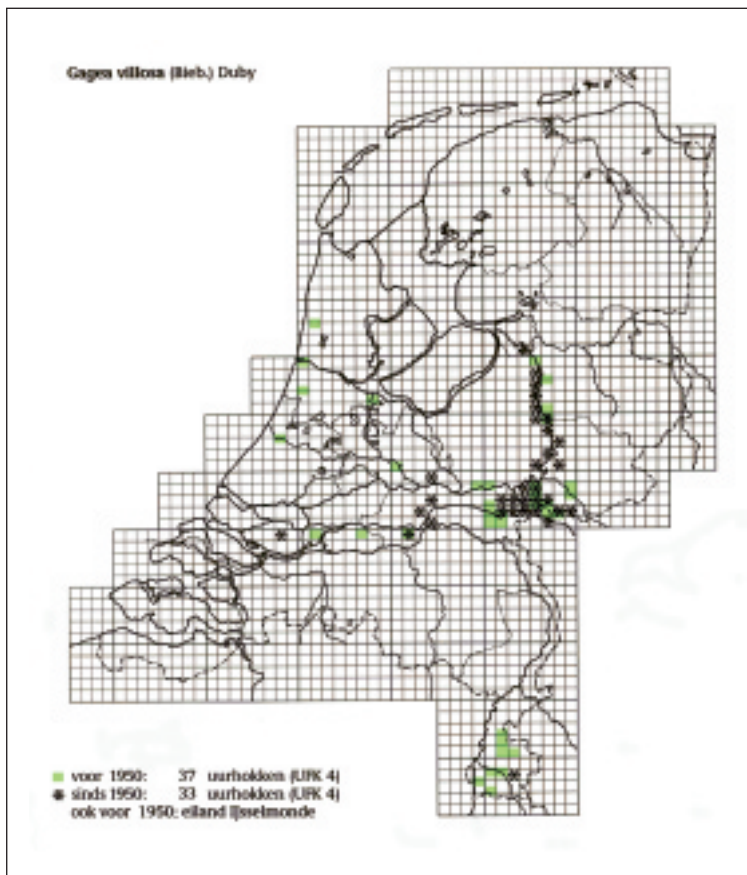 Gagea villosa (Bieb.) Duby
voor 1950: 37 uurhokken (UFK 4)
sinds 1950: 33 uurhokken (UFK 4)
ook voor 1950: eiland IJsselmonde